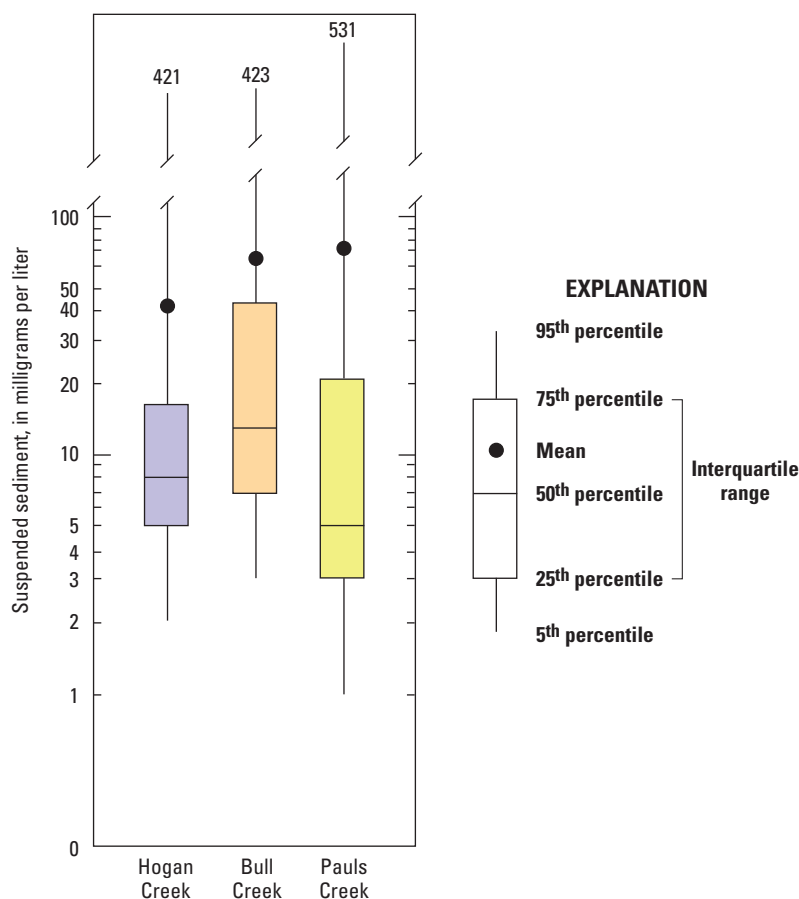 531
421
423
Suspended sediment, in milligrams per liter
100
50
40
30
20
10
5
4
3
2
1
0
Hogan
Creek
Bull
Creek
Pauls
Creek
EXPLANATION
95th percentile
75th percentile
Mean
50th percentile
Interquartile
range
25th percentile
5th percentile